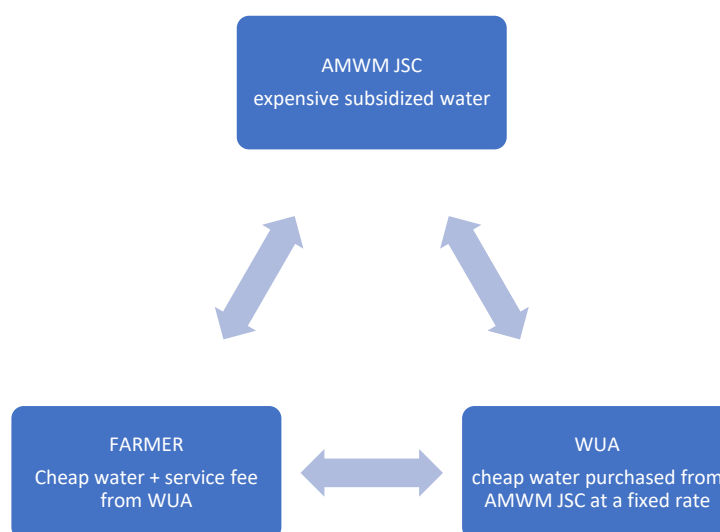 AMWM JSC
expensive subsidized water
FARMER
Cheap water + service fee
from WUA
WUA
cheap water purchased from
AMWM JSC at a fixed rate